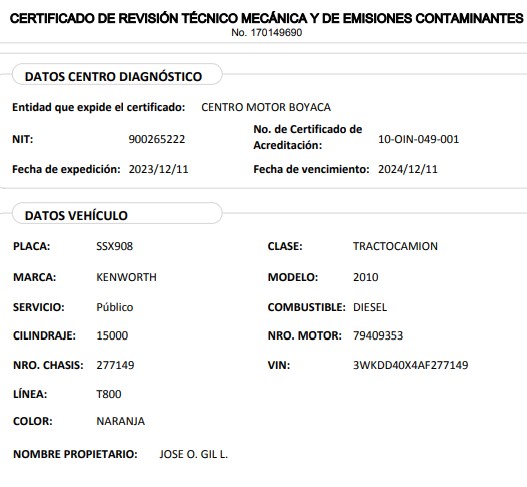 CERTIFICADO DE REVISIÓN TÉCNICO MECÁNICA Y DE EMISIONES CONTAMINANTES
No. 170149690
DATOS CENTRO DIAGNÓSTICO
Entidad que expide el certificado: CENTRO MOTOR BOYACA
NIT: 900265222 No. de Certificado de Acreditación: 10-OIN-049-001
Fecha de expedición: 2023/12/11 Fecha de vencimiento: 2024/12/11
DATOS VEHÍCULO
PLACA: SSX908 CLASE: TRACTOCAMION
MARCA: KENWORTH MODELO: 2010
SERVICIO: Público COMBUSTIBLE: DIESEL
CILINDRAJE: 15000 NRO. MOTOR: 79409353
NRO. CHASIS: 277149 VIN: 3WKDD40X4AF277149
LÍNEA: T800
COLOR: NARANJA
NOMBRE PROPIETARIO: JOSE O. GIL L.